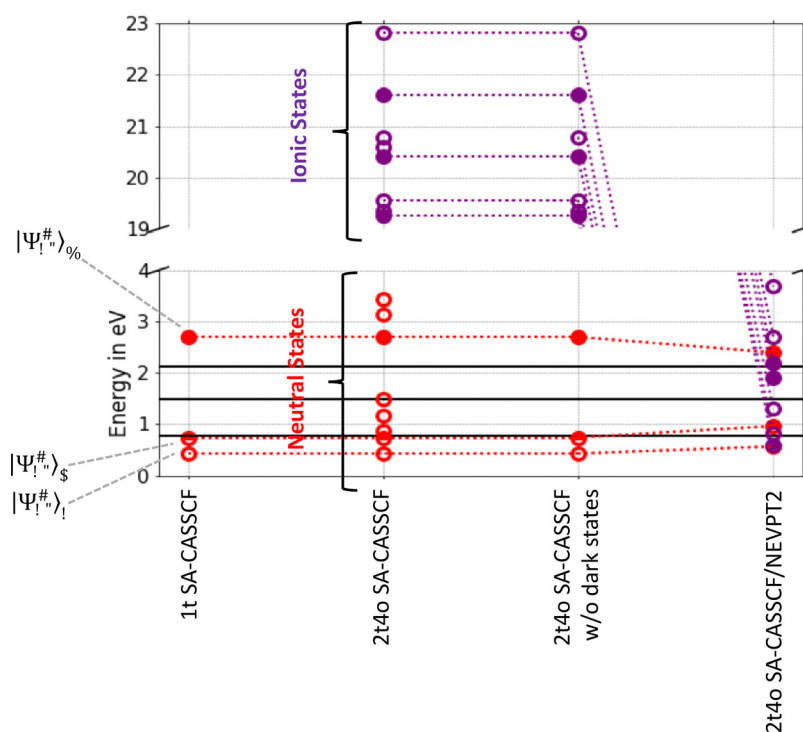 23
22
21
20
19
Ionic States
|Ψ!"#⟩%
4
3
2
1
0
Energy in eV
Neutral States
|Ψ!"#⟩$
|Ψ!"#⟩!
1t SA-CASSCF
2t4o SA-CASSCF
2t4o SA-CASSCF
w/o dark states
2t4o SA-CASSCF/NEVPT2